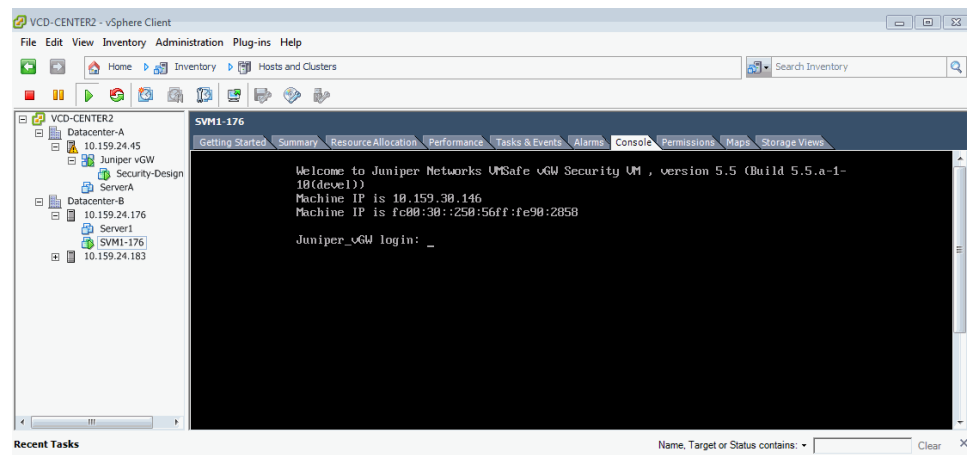 VCD-CENTER2 - vSphere Client
File Edit View Inventory Administration Plug-ins Help
Home Inventory Hosts and Clusters
Search Inventory
VCD-CENTER2
Datacenter-A
10.159.24.45
Juniper vGW
Security-Design
ServerA
Datacenter-B
10.159.24.176
Server1
SVM1-176
10.159.24.183
SVM1-176
Getting Started Summary Resource Allocation Performance Tasks & Events Alarms Console Permissions Maps Storage Views
Welcome to Juniper Networks VMSafe vGW Security VM , version 5.5 (Build 5.5.a-1-
10(devel))
Machine IP is 10.159.30.146
Machine IP is fc00:30::250:56ff:fe90:2858
Juniper_vGW login: _
Recent Tasks
Name, Target or Status contains:
Clear